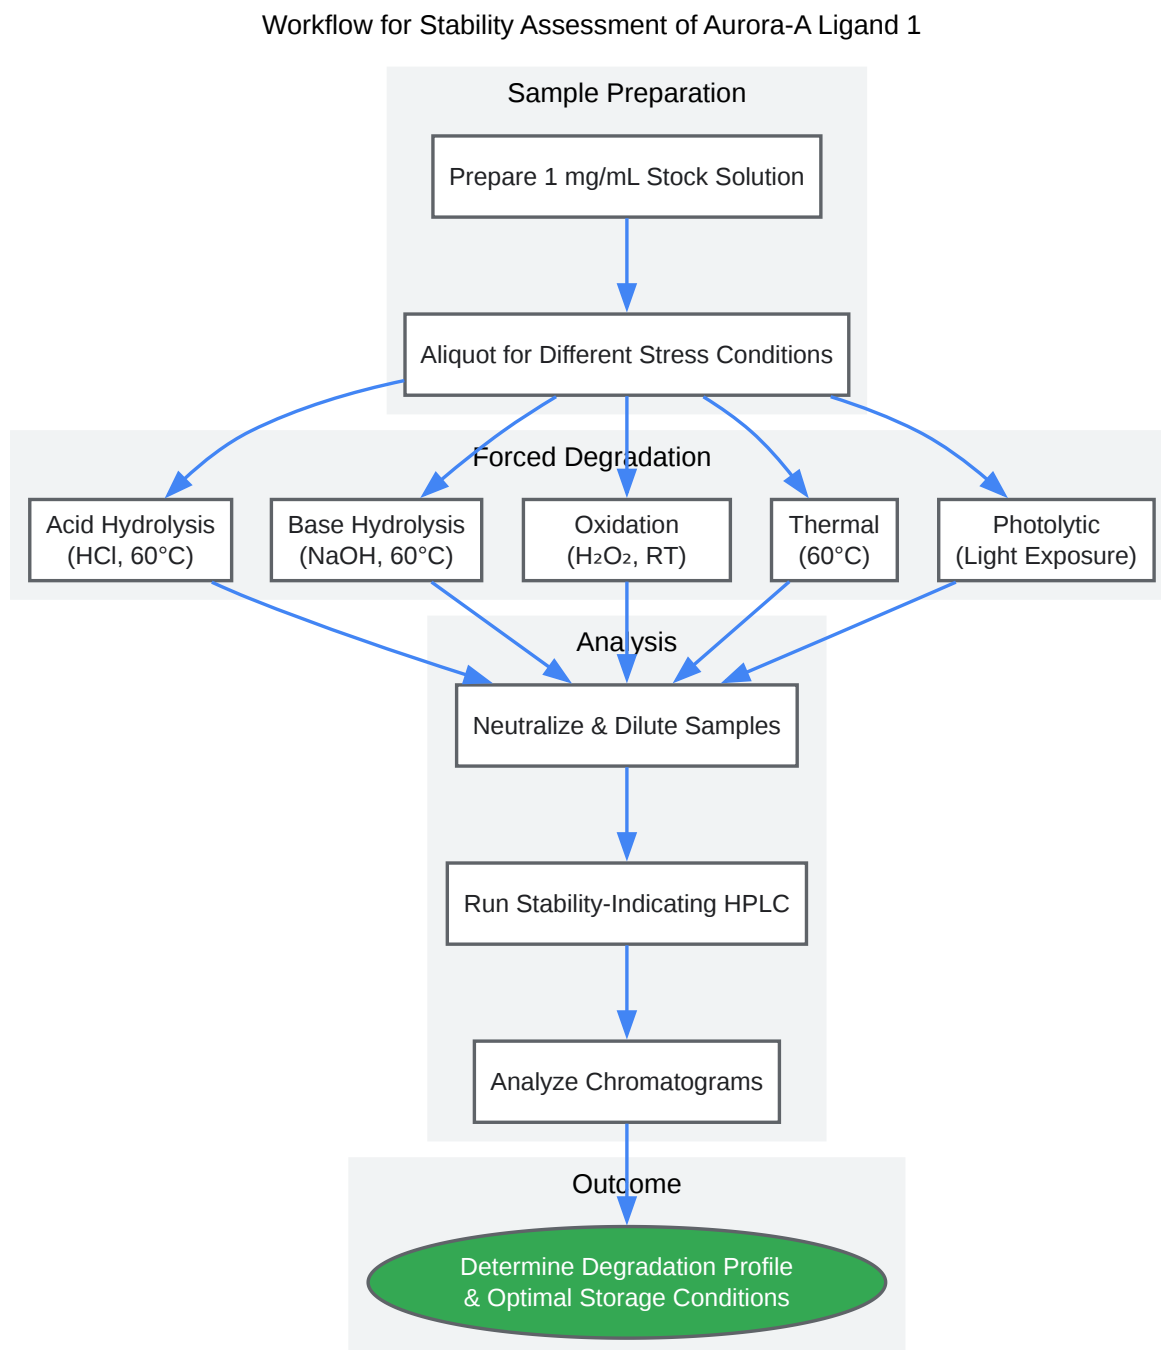 Workflow for Stability Assessment of Aurora-A Ligand 1
Sample Preparation
Prepare 1 mg/mL Stock Solution
Aliquot for Different Stress Conditions
Forced Degradation
Acid Hydrolysis
(HCl, 60°C)
Base Hydrolysis
(NaOH, 60°C)
Oxidation
(H₂O₂, RT)
Thermal
(60°C)
Photolytic
(Light Exposure)
Analysis
Neutralize & Dilute Samples
Run Stability-Indicating HPLC
Analyze Chromatograms
Outcome
Determine Degradation Profile
& Optimal Storage Conditions